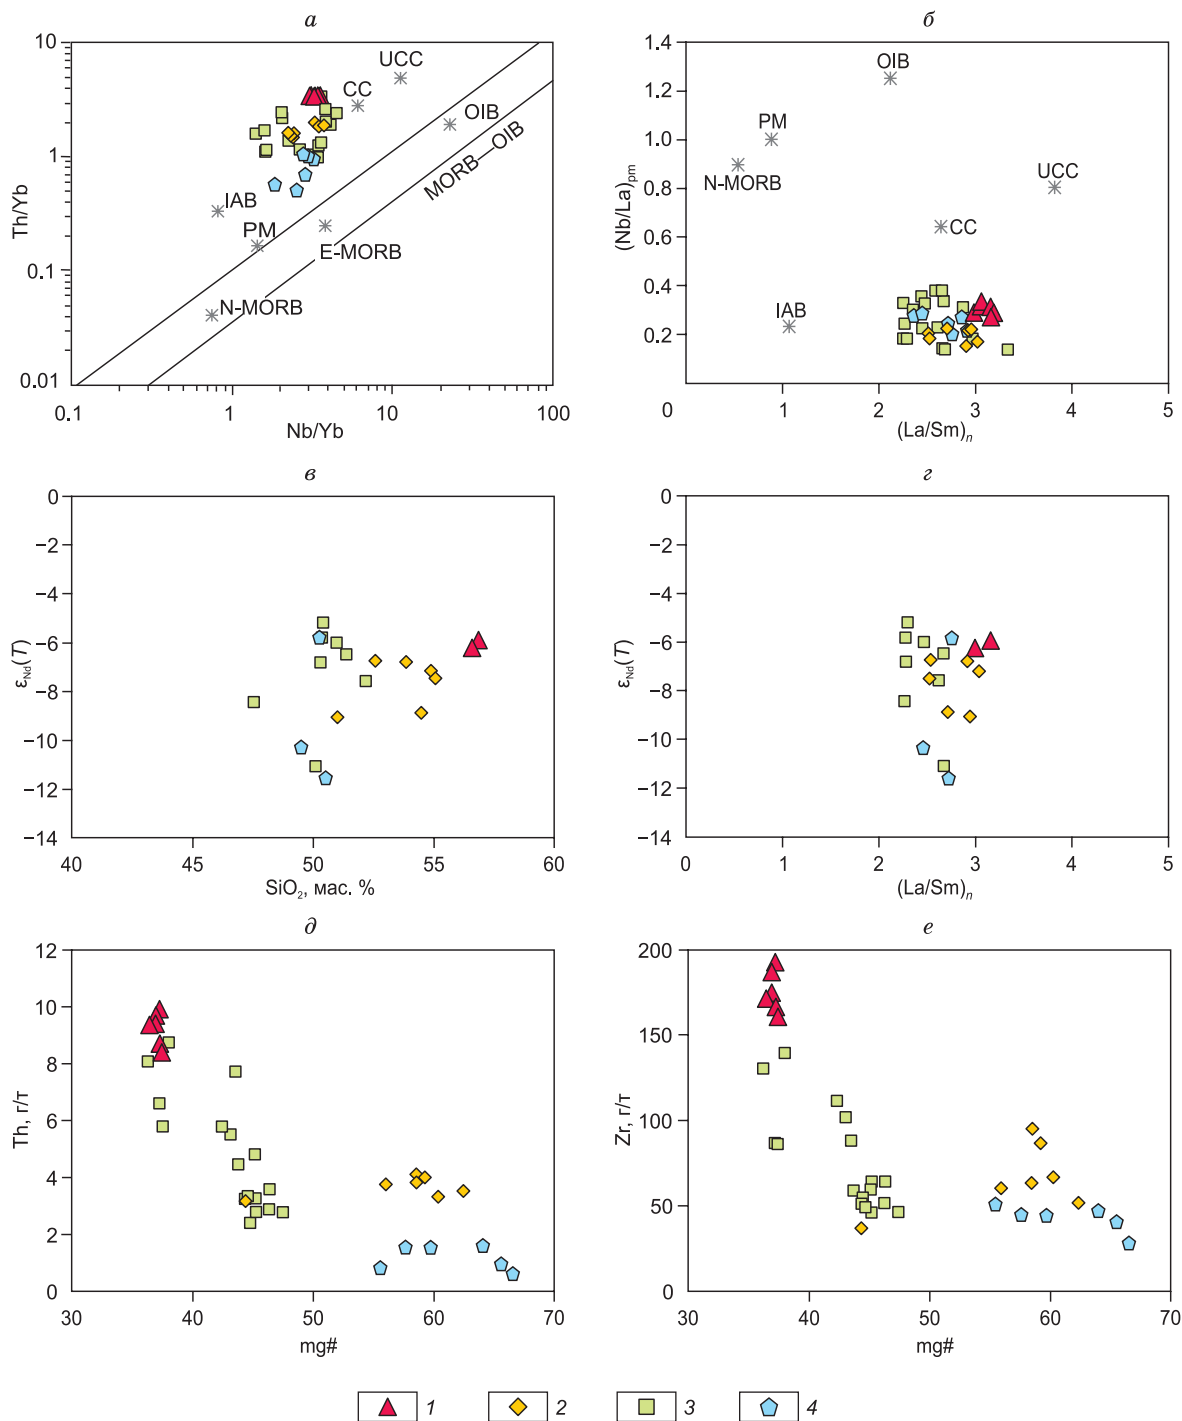 а
10
1
0.1
0.01
0.1
1
10
100
Th/Yb
Nb/Yb
UCC
CC
OIB
MORB—OIB
IAB
PM
E-MORB
N-MORB
б
1.4
1.2
1.0
0.8
0.6
0.4
0.2
0
1
2
3
4
5
(Nb/La)pm
(La/Sm)n
OIB
PM
N-MORB
UCC
CC
IAB
в
0
−2
−4
−6
−8
−10
−12
−14
40
45
50
55
60
εNd(T)
SiO2, мас. %
г
0
−2
−4
−6
−8
−10
−12
−14
0
1
2
3
4
5
εNd(T)
(La/Sm)n
д
12
10
8
6
4
2
0
30
40
50
60
70
Th, г/т
mg#
е
200
150
100
50
0
30
40
50
60
70
Zr, г/т
mg#
1
2
3
4